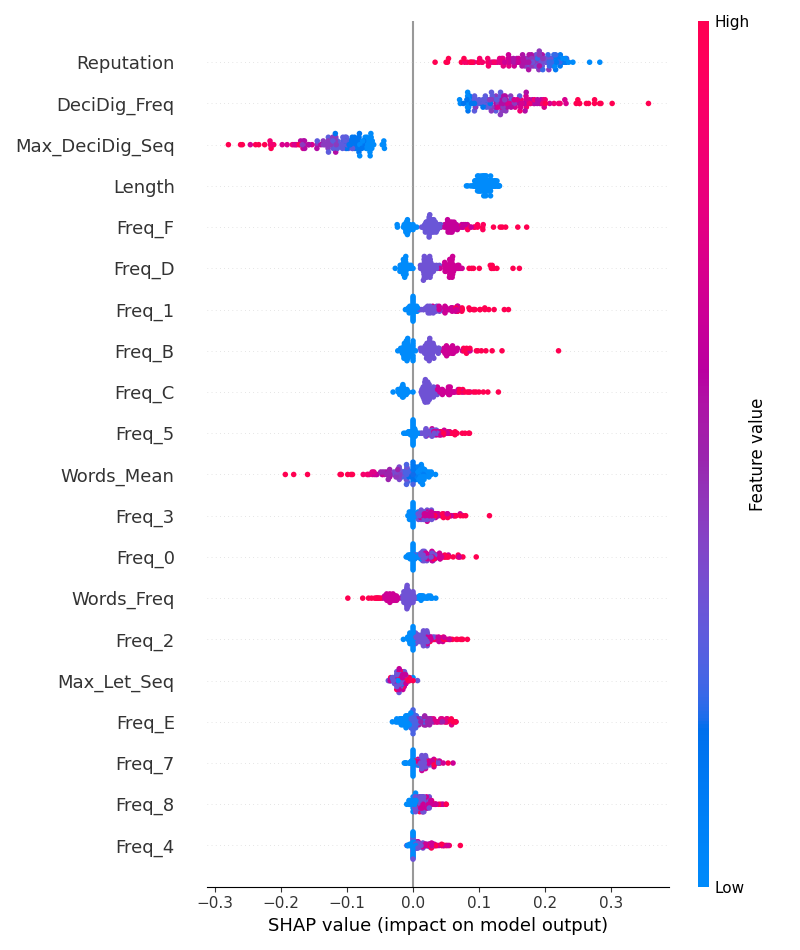 High
Reputation
DeciDig_Freq
Max_DeciDig_Seq
Length
Freq_F
Freq_D
Freq_1
Freq_B
Freq_C
Freq_5
Words_Mean
Freq_3
Freq_0
Words_Freq
Freq_2
Max_Let_Seq
Freq_E
Freq_7
Freq_8
Freq_4
Feature value
Low
−0.3 −0.2 −0.1 0.0 0.1 0.2 0.3
SHAP value (impact on model output)